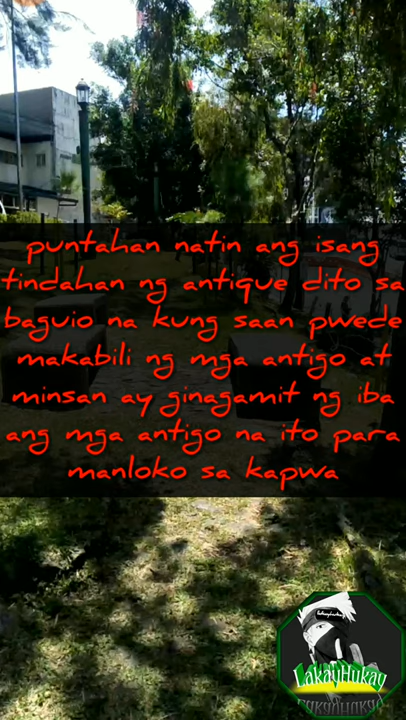 puntahan natin ang isang
tindahan ng antique dito sa
baguio na kung saan pwede
makabili ng mga antigo at
minsan ay ginagamit ng iba
ang mga antigo na ito para
manloko sa kapwa
LakayHukay